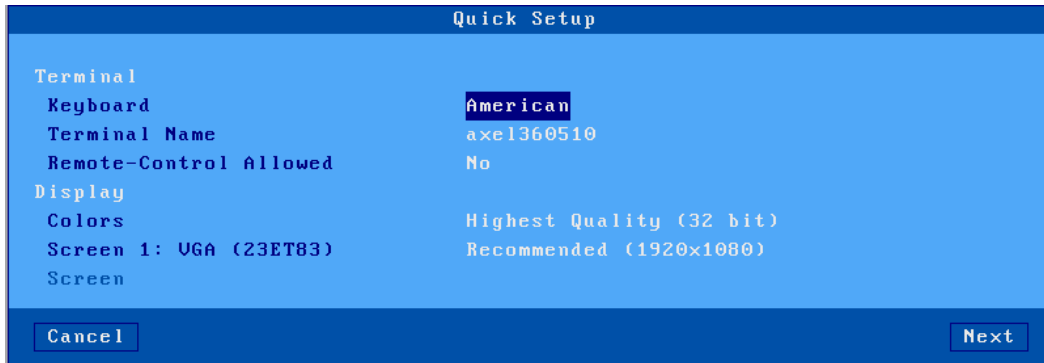 Quick Setup
Terminal
Keyboard American
Terminal Name axel360510
Remote-Control Allowed No
Display
Colors Highest Quality (32 bit)
Screen 1: VGA (23ET83) Recommended (1920x1080)
Screen
Cancel Next